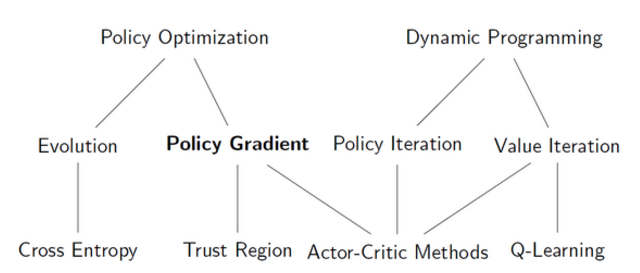 Policy Optimization
Dynamic Programming
Evolution
Policy Gradient
Policy Iteration
Value Iteration
Cross Entropy
Trust Region
Actor-Critic Methods
Q-Learning